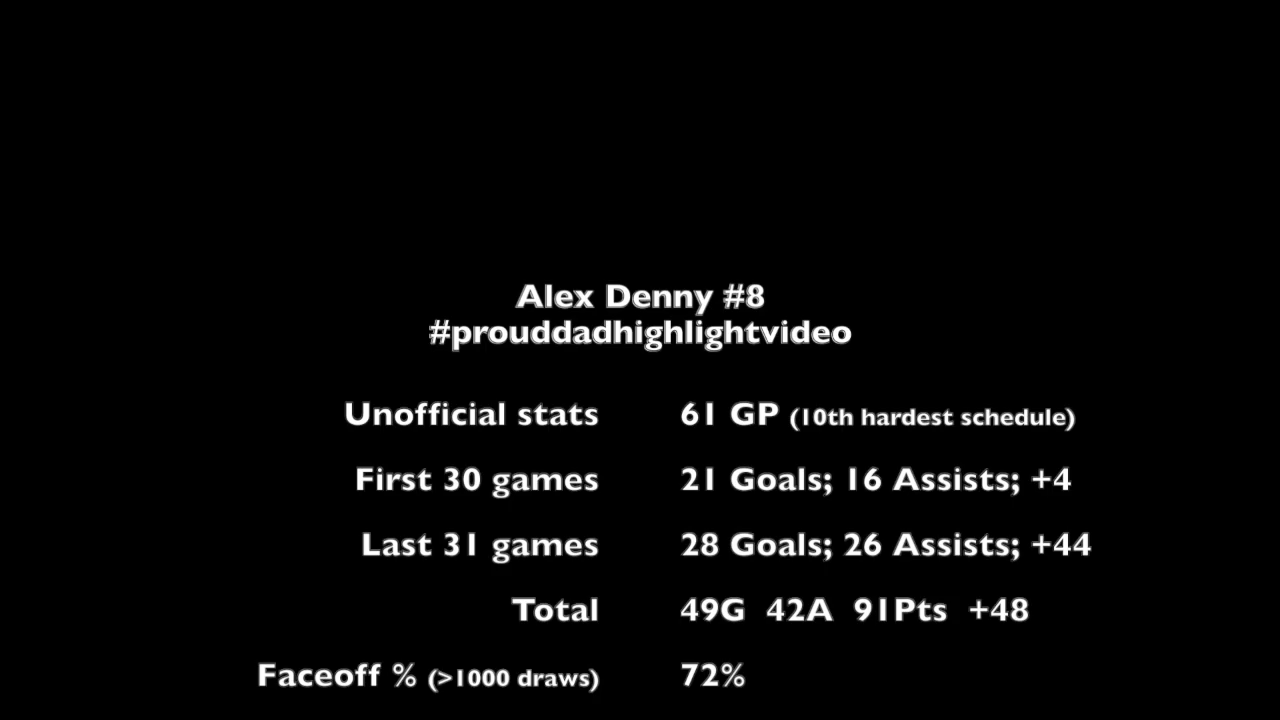 Alex Denny #8
#prouddadhighlightvideo
Unofficial stats 61 GP (10th hardest schedule)
First 30 games 21 Goals; 16 Assists; +4
Last 31 games 28 Goals; 26 Assists; +44
Total 49G 42A 91Pts +48
Faceoff % (>1000 draws) 72%